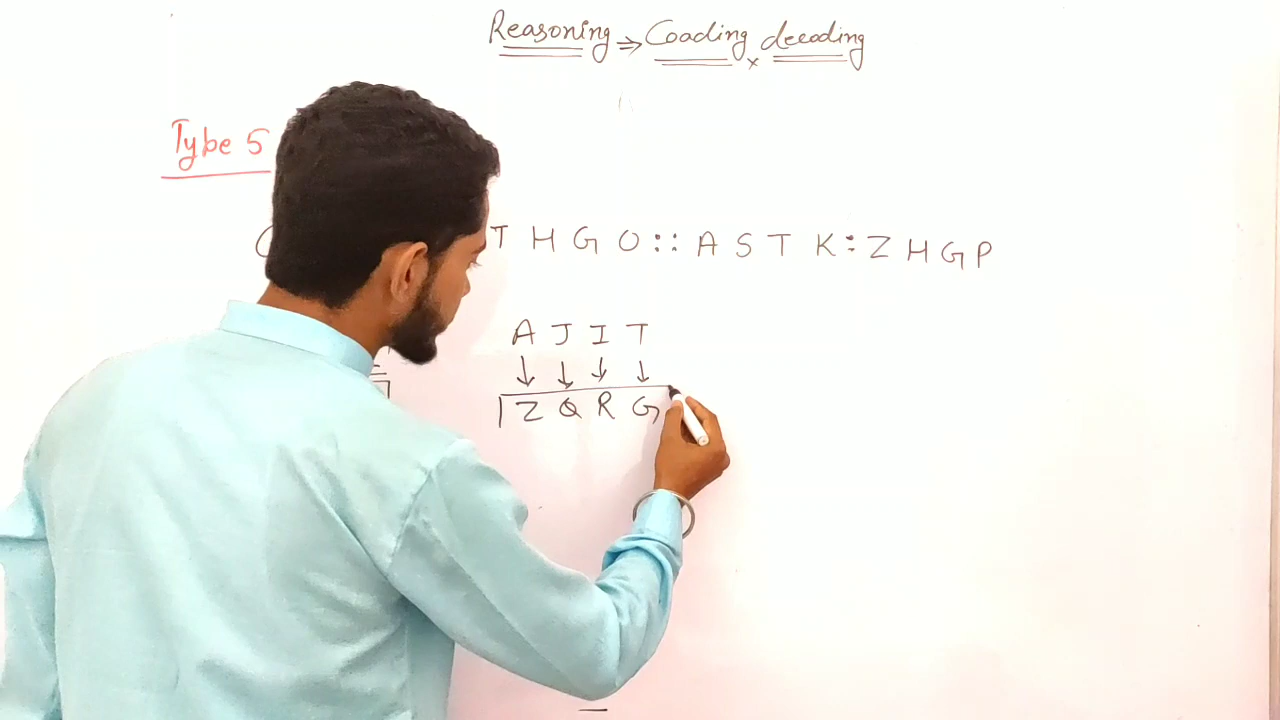 Reasoning ⇒ Coading x decoding
Tybe 5
T H G O :: A S T K : Z H G P
A J I T
↓ ↓ ↓ ↓
Z Q R G